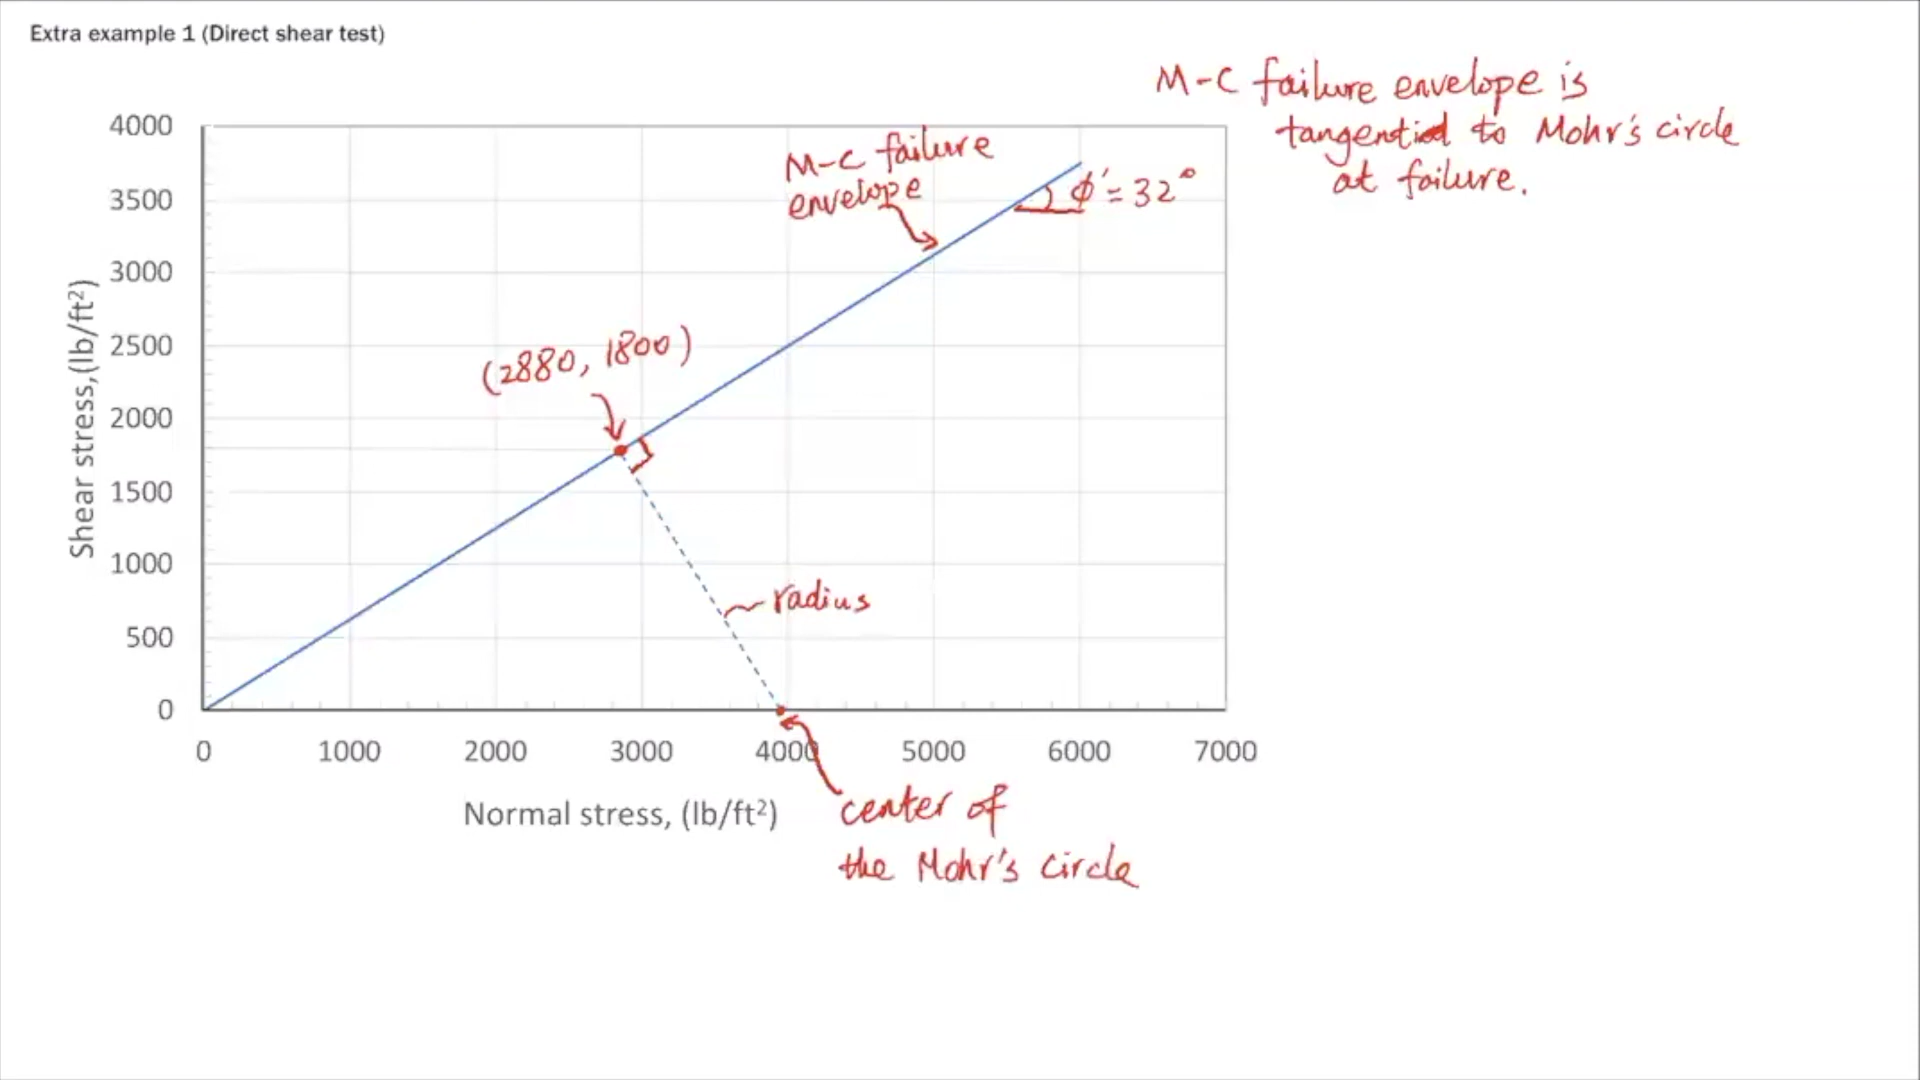 Extra example 1 (Direct shear test)
M-C failure envelope is
tangential to Mohr's circle
at failure.
4000
3500
3000
2500
2000
1500
1000
500
0
Shear stress,(lb/ft²)
M-C failure
envelope
ϕ'=32°
(2880, 1800)
radius
0 1000 2000 3000 4000 5000 6000 7000
Normal stress, (lb/ft²)
center of
the Mohr's circle